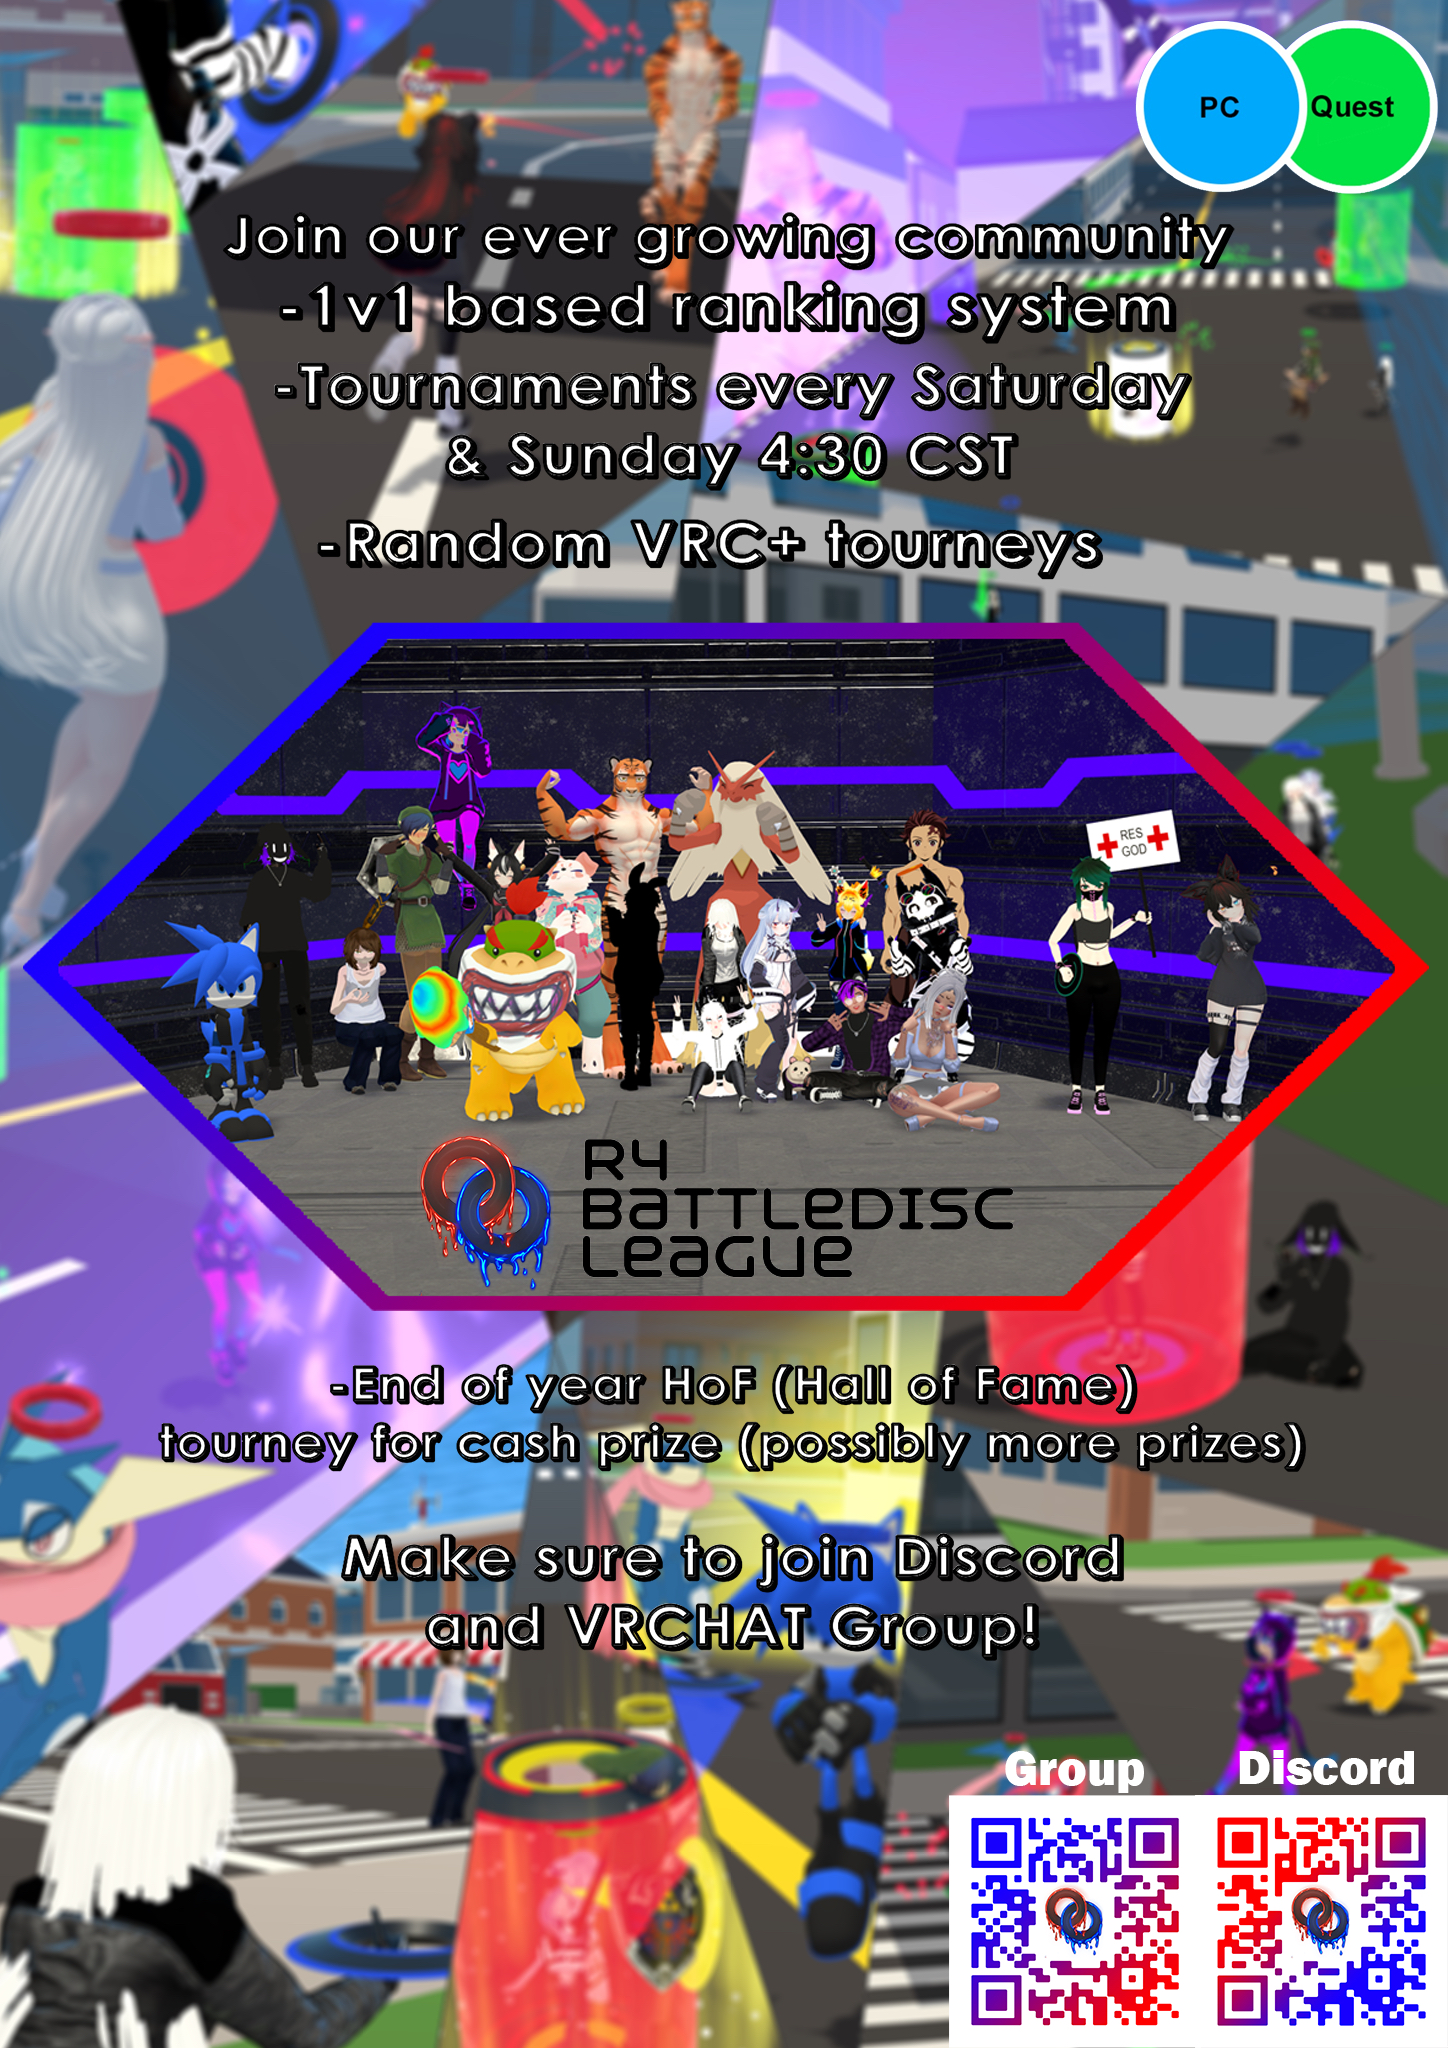 PC
Quest
Join our ever growing community
-1v1 based ranking system
-Tournaments every Saturday
& Sunday 4:30 CST
-Random VRC+ tourneys
RES
GOD
R4
BATTLEDISC
LEAGUE
-End of year HoF (Hall of Fame)
tourney for cash prize (possibly more prizes)
Make sure to join Discord
and VRCHAT Group!
Group
Discord